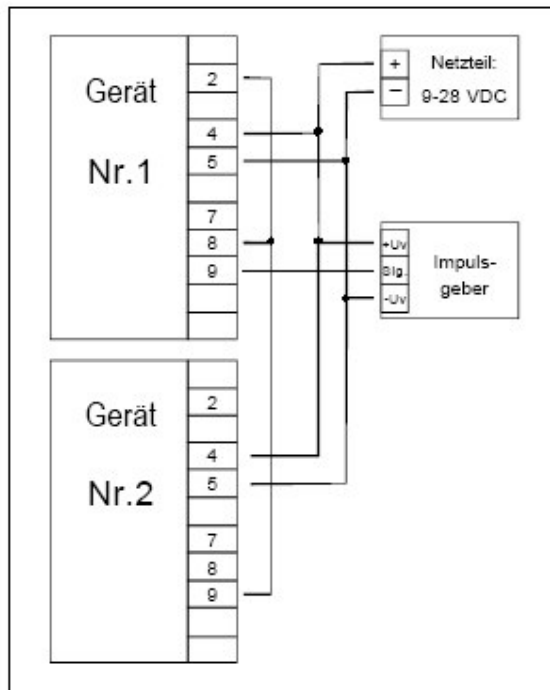 Gerät
Nr.1
2
4
5
7
8
9
+ Netzteil:
− 9-28 VDC
+Uv
Sig.
-Uv
Impuls-
geber
Gerät
Nr.2
2
4
5
7
8
9